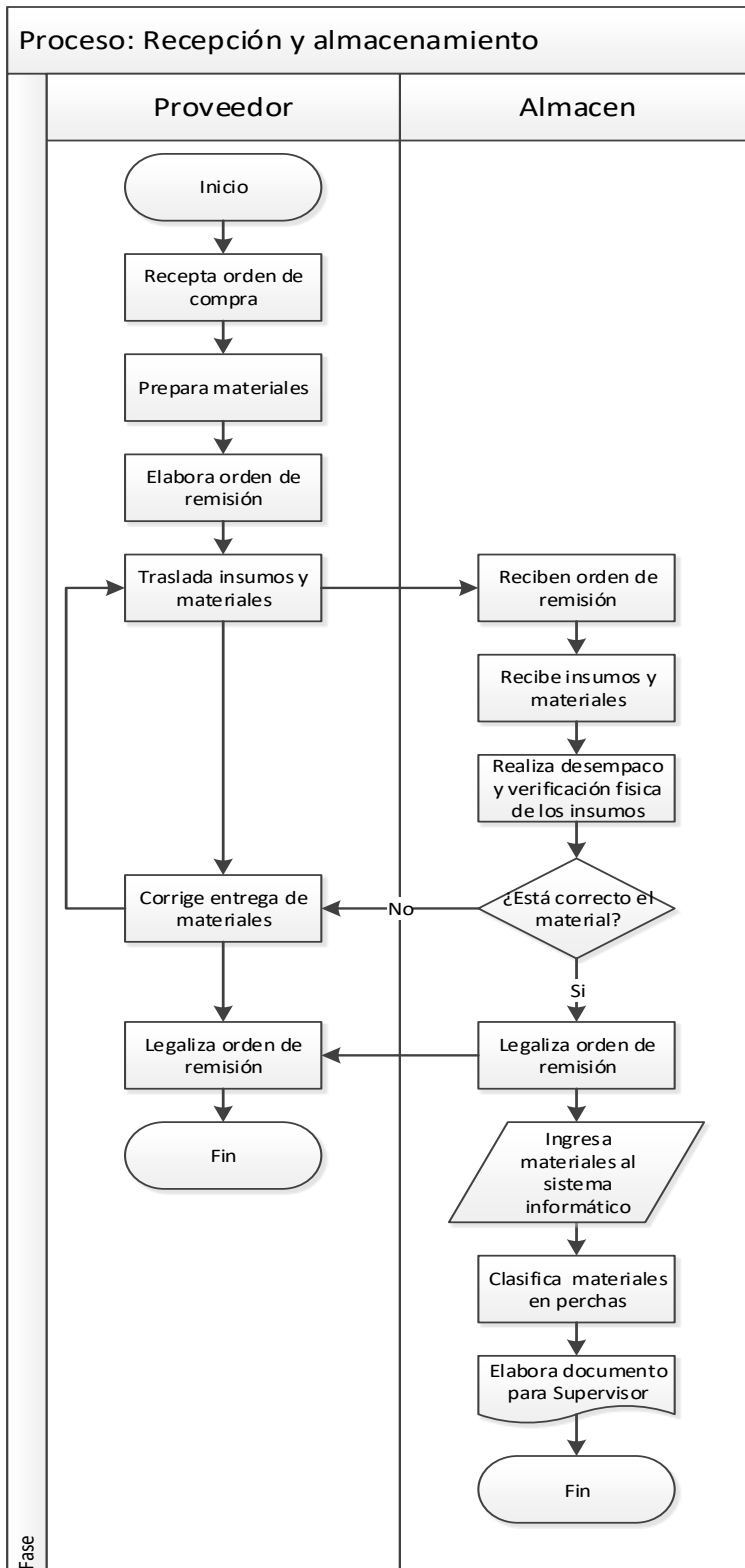 Proceso: Recepción y almacenamiento
Proveedor
Almacen
Inicio
Recepta orden de
compra
Prepara materiales
Elabora orden de
remisión
Traslada insumos y
materiales
Reciben orden de
remisión
Recibe insumos y
materiales
Realiza desempaco
y verificación fisica
de los insumos
Corrige entrega de
materiales
No
¿Está correcto el
material?
Si
Legaliza orden de
remisión
Legaliza orden de
remisión
Fin
Ingresa
materiales al
sistema
informático
Clasifica materiales
en perchas
Elabora documento
para Supervisor
Fin
Fase